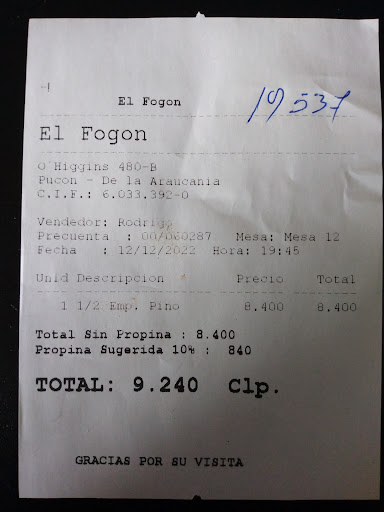 El Fogon
19 537
El Fogon
O'Higgins 480-B
Pucon - De la Araucania
C.I.F.: 6.033.392-0
Vendedor: Rodrigo
Precuenta : 00/060287 Mesa: Mesa 12
Fecha : 12/12/2022 Hora: 19:45
Unid Descripcion Precio Total
1 1/2 Emp. Pino 8.400 8.400
Total Sin Propina : 8.400
Propina Sugerida 10% : 840
TOTAL: 9.240 Clp.
GRACIAS POR SU VISITA